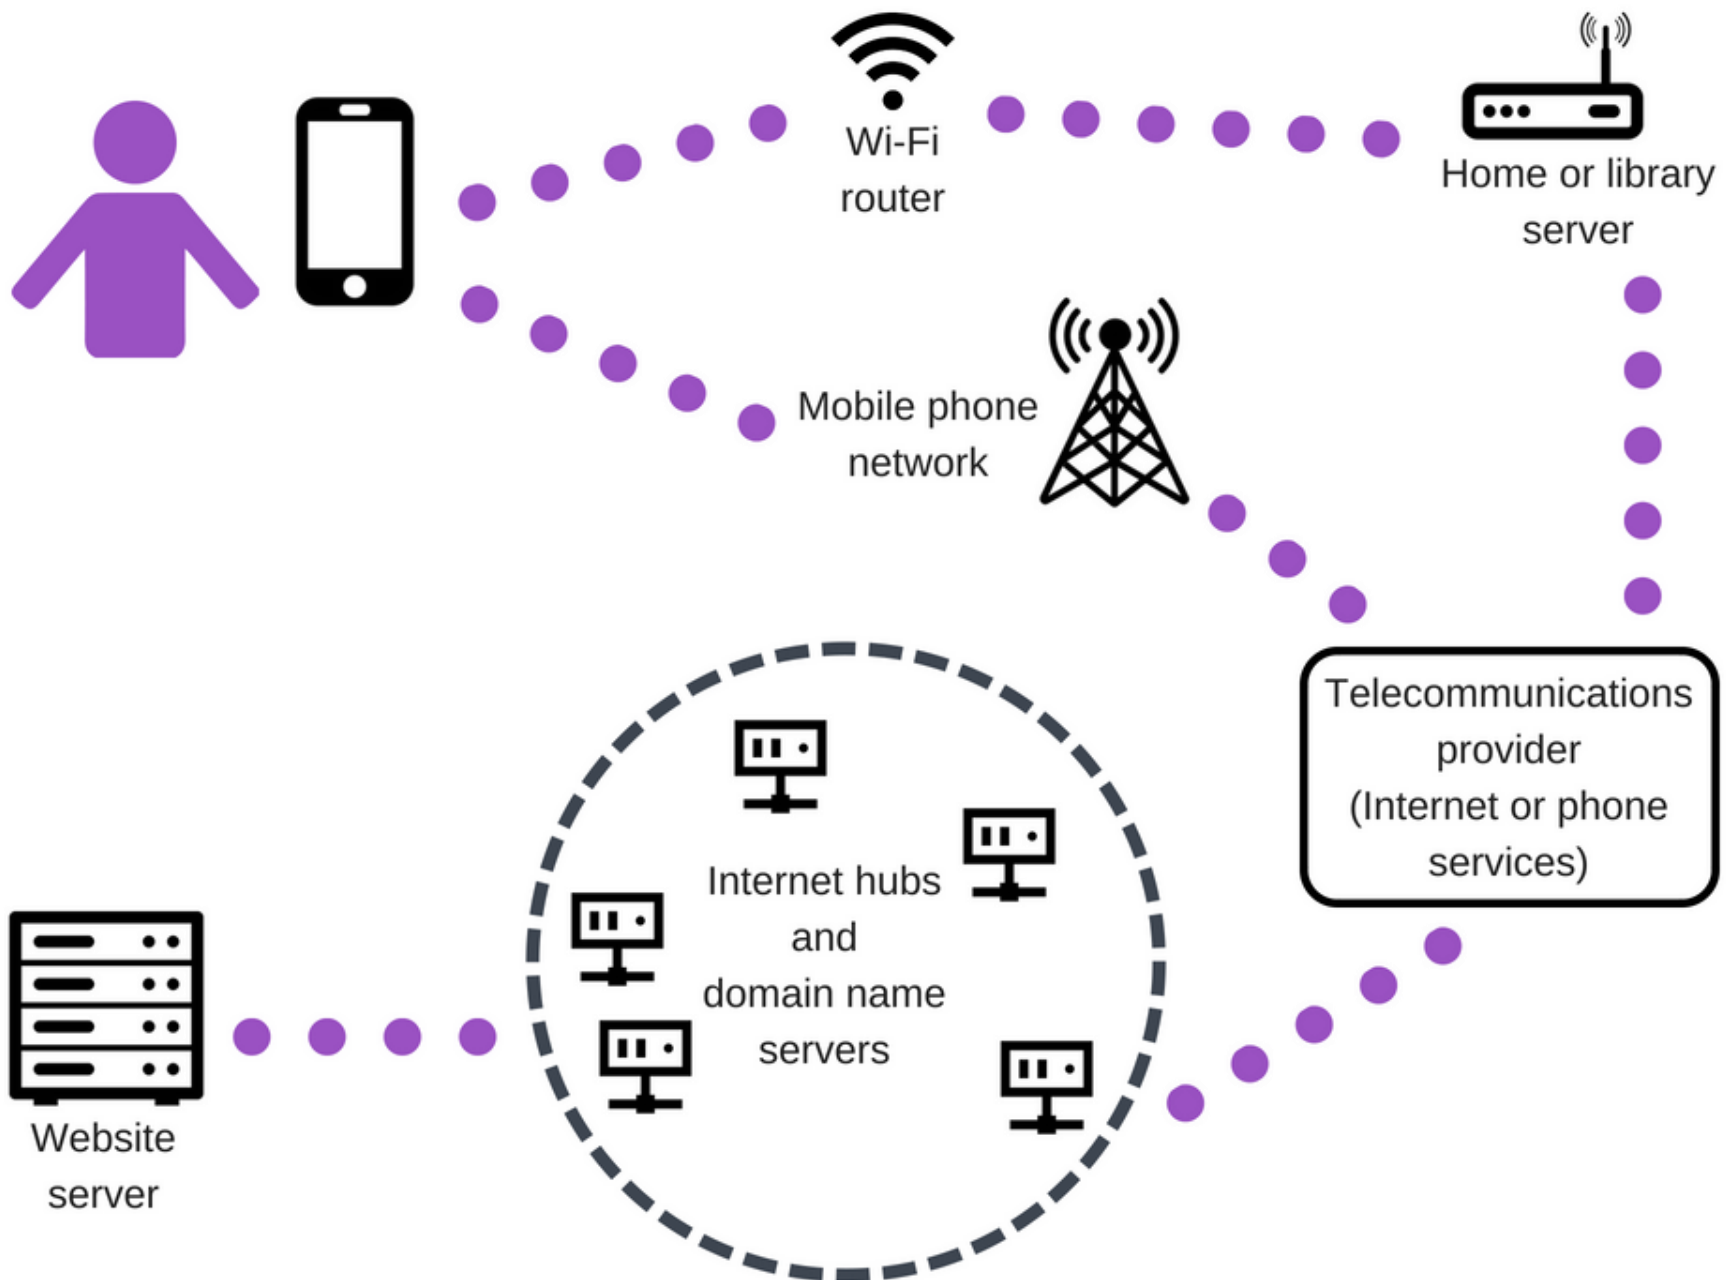 Wi-Fi
router
Home or library
server
Mobile phone
network
Telecommunications
provider
(Internet or phone
services)
Internet hubs
and
domain name
servers
Website
server